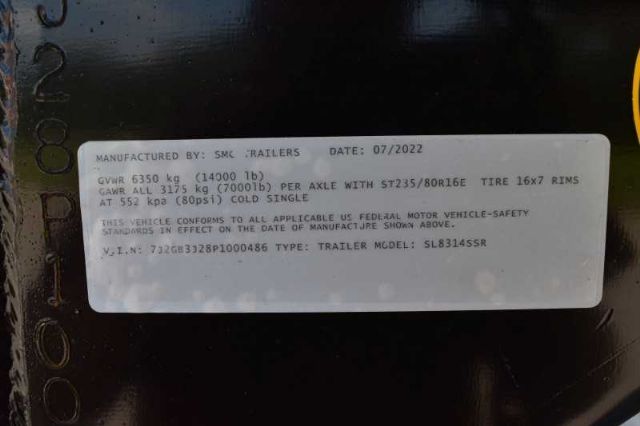 J28P100
MANUFACTURED BY: SMC TRAILERS DATE: 07/2022
GVWR 6350 kg (14000 lb)
GAWR ALL 3175 kg (7000lb) PER AXLE WITH ST235/80R16E TIRE 16x7 RIMS
AT 552 kpa (80psi) COLD SINGLE
THIS VEHICLE CONFORMS TO ALL APPLICABLE US FEDERAL MOTOR VEHICLE-SAFETY
STANDARDS IN EFFECT ON THE DATE OF MANUFACTURE SHOWN ABOVE.
V.I.N: TYPE: TRAILER MODEL: SL8314SSR